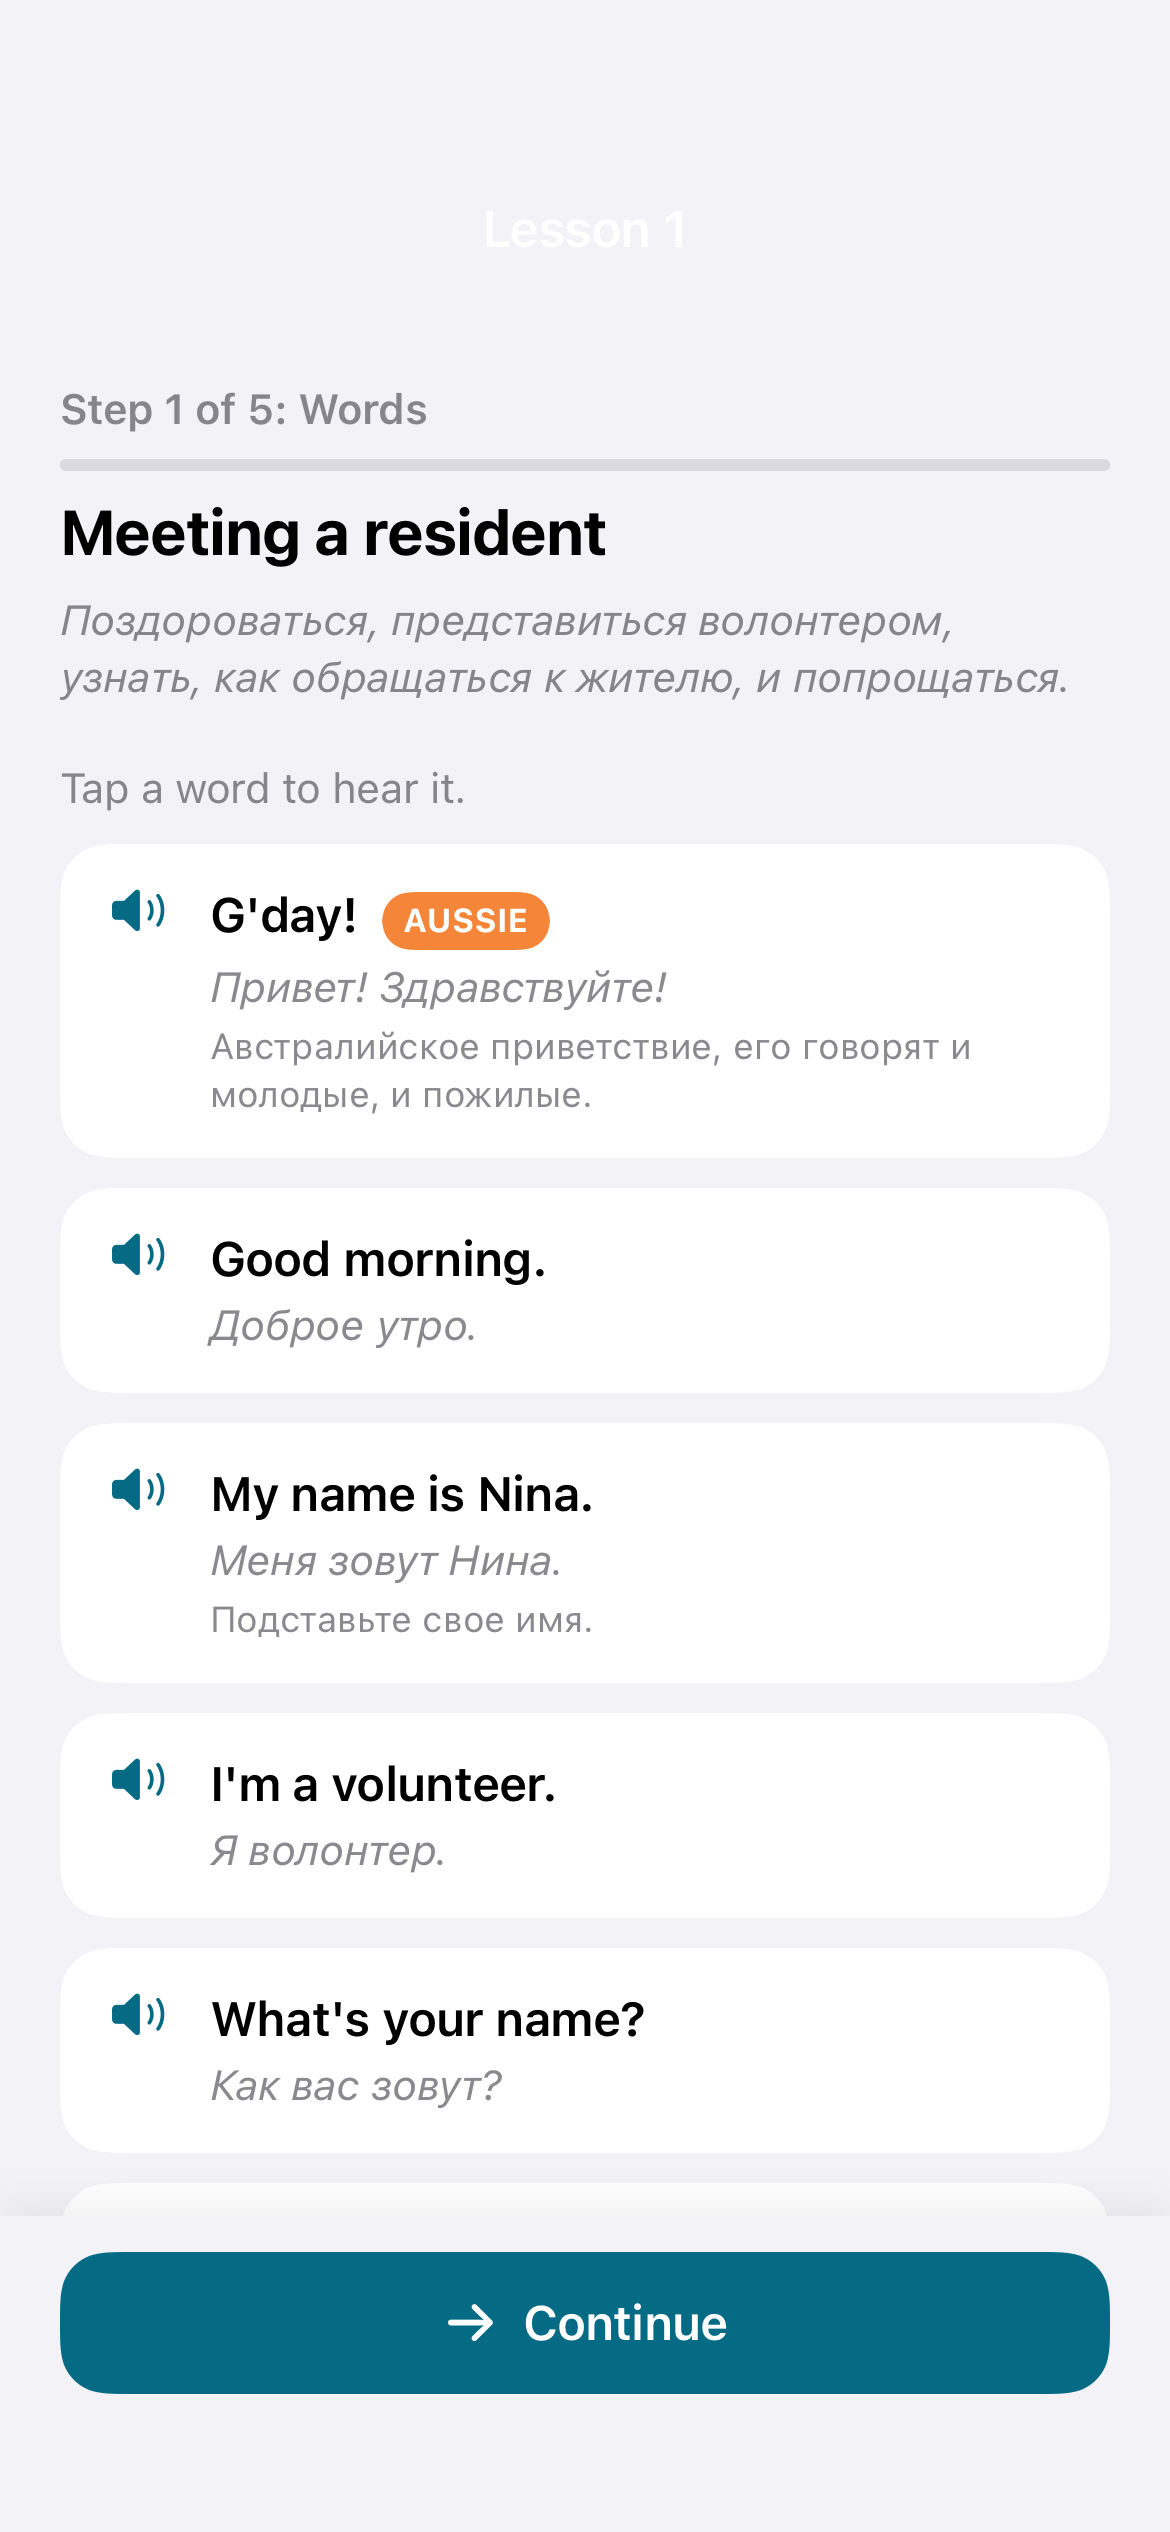 Lesson 1
Step 1 of 5: Words
Meeting a resident
Поздороваться, представиться волонтером,
узнать, как обращаться к жителю, и попрощаться.
Tap a word to hear it.
G'day! AUSSIE
Привет! Здравствуйте!
Австралийское приветствие, его говорят и
молодые, и пожилые.
Good morning.
Доброе утро.
My name is Nina.
Меня зовут Нина.
Подставьте свое имя.
I'm a volunteer.
Я волонтер.
What's your name?
Как вас зовут?
Continue